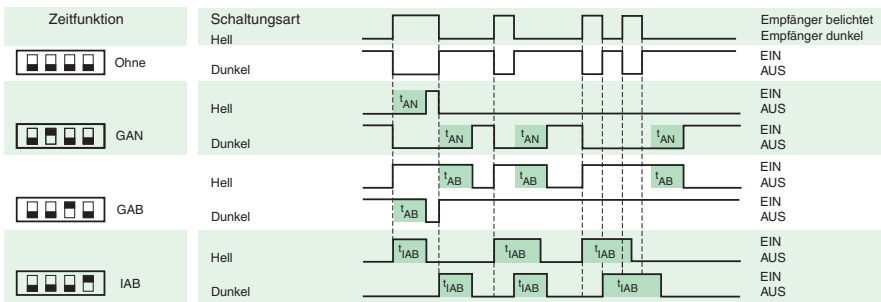 Zeitfunktion
Schaltungsart
Empfänger belichtet
Hell
Empfänger dunkel
Ohne
Dunkel
EIN
AUS
Hell
tAN
EIN
AUS
GAN
Dunkel
tAN tAN tAN
EIN
AUS
Hell
tAB tAB tAB
EIN
AUS
GAB
Dunkel
tAB
EIN
AUS
Hell
tIAB tIAB tIAB
EIN
AUS
IAB
Dunkel
tIAB tIAB tIAB
EIN
AUS